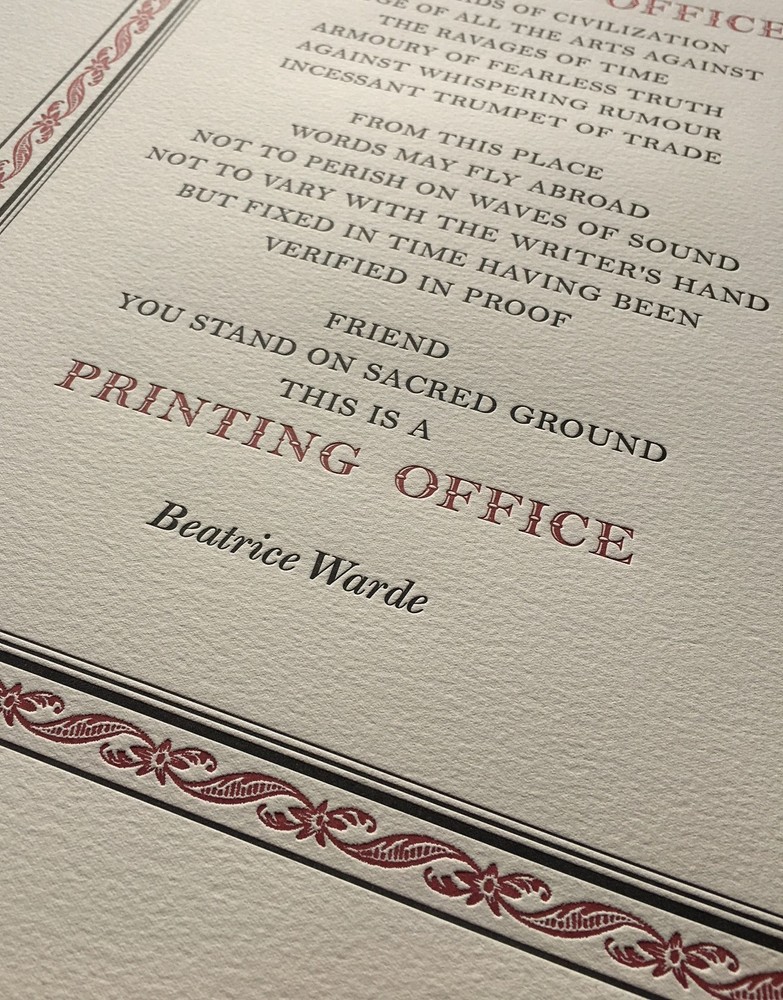 OFFICE
OF CIVILIZATION
OF ALL THE ARTS AGAINST
THE RAVAGES OF TIME
ARMOURY OF FEARLESS TRUTH
AGAINST WHISPERING RUMOUR
INCESSANT TRUMPET OF TRADE
FROM THIS PLACE
WORDS MAY FLY ABROAD
NOT TO PERISH ON WAVES OF SOUND
NOT TO VARY WITH THE WRITER'S HAND
BUT FIXED IN TIME HAVING BEEN
VERIFIED IN PROOF
FRIEND
YOU STAND ON SACRED GROUND
THIS IS A
PRINTING OFFICE
Beatrice Warde